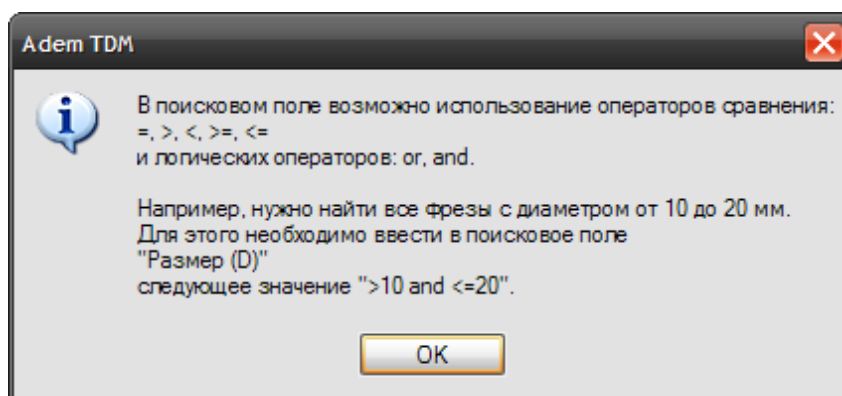 Adem TDM
В поисковом поле возможно использование операторов сравнения:
=, >, <, >=, <=
и логических операторов: or, and.
Например, нужно найти все фрезы с диаметром от 10 до 20 мм.
Для этого необходимо ввести в поисковое поле
"Размер (D)"
следующее значение ">10 and <=20".
OK